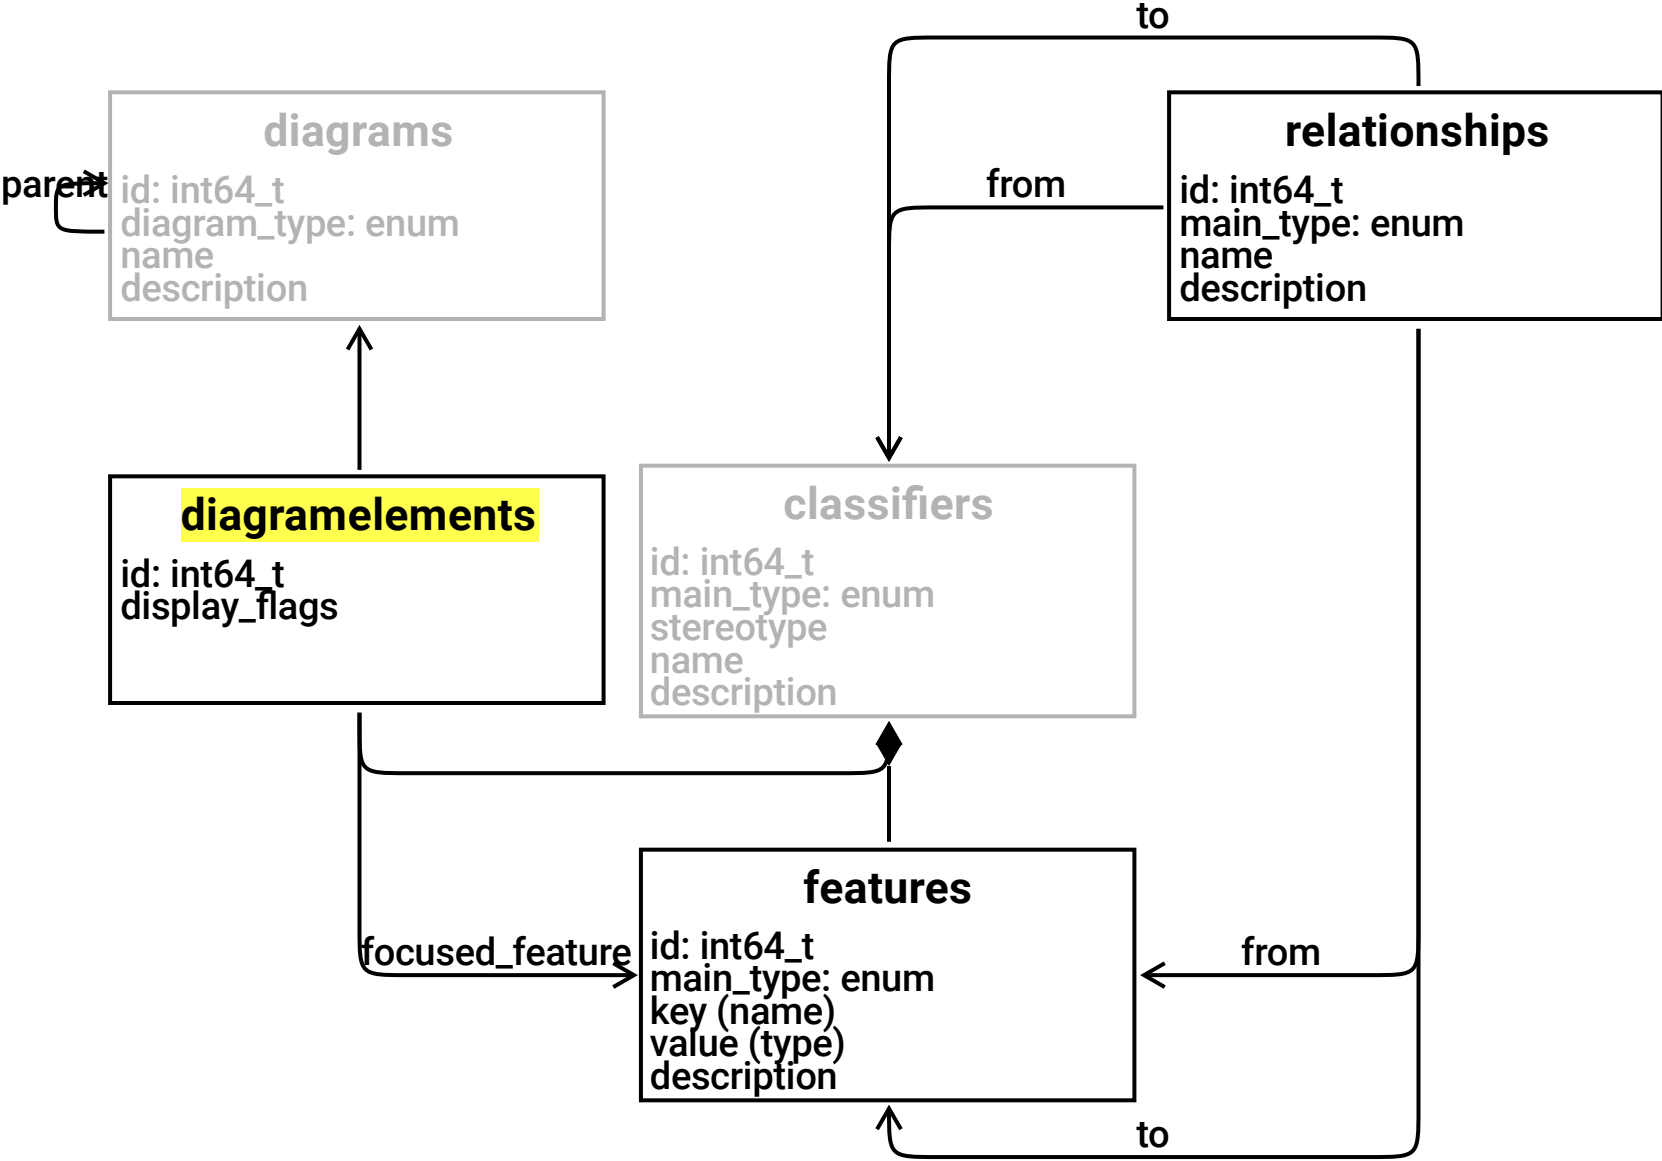 to
diagrams
parent
id: int64_t
diagram_type: enum
name
description
from
relationships
id: int64_t
main_type: enum
name
description
diagramelements
id: int64_t
display_flags
classifiers
id: int64_t
main_type: enum
stereotype
name
description
focused_feature
features
id: int64_t
main_type: enum
key (name)
value (type)
description
from
to